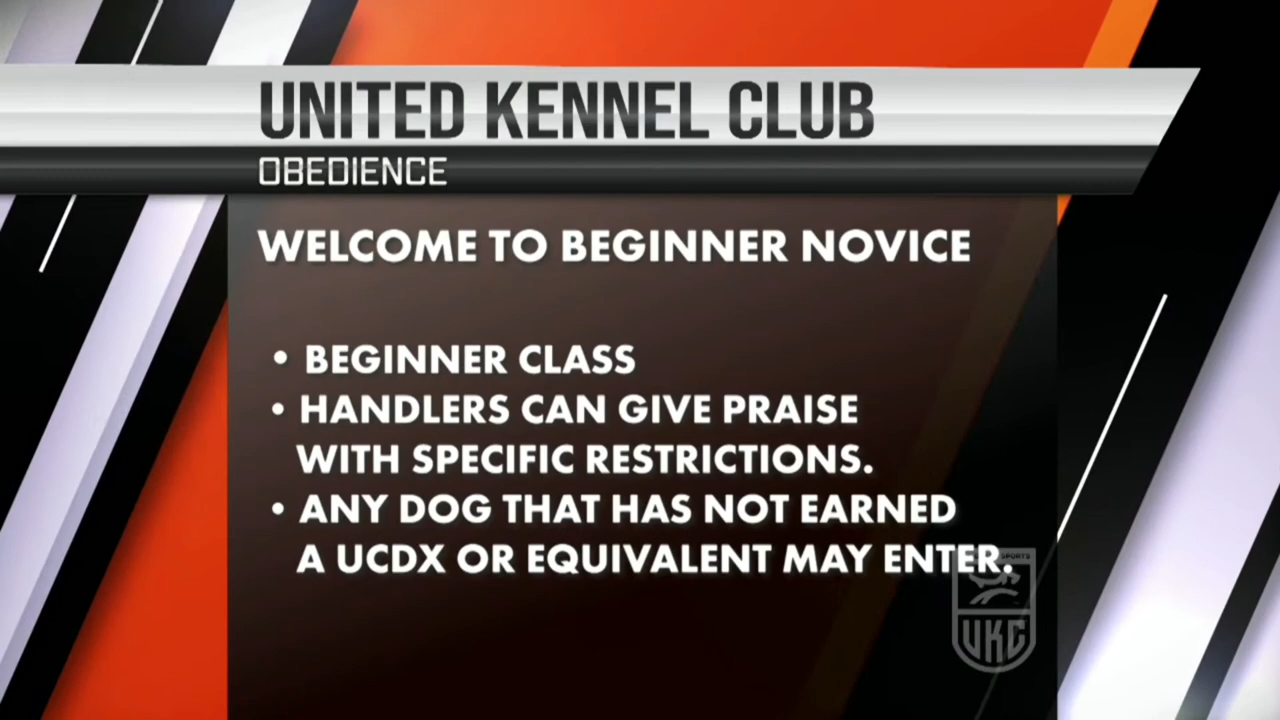 UNITED KENNEL CLUB
OBEDIENCE
WELCOME TO BEGINNER NOVICE
• BEGINNER CLASS
• HANDLERS CAN GIVE PRAISE
WITH SPECIFIC RESTRICTIONS.
• ANY DOG THAT HAS NOT EARNED
A UCDX OR EQUIVALENT MAY ENTER.
SPORTS
UKC